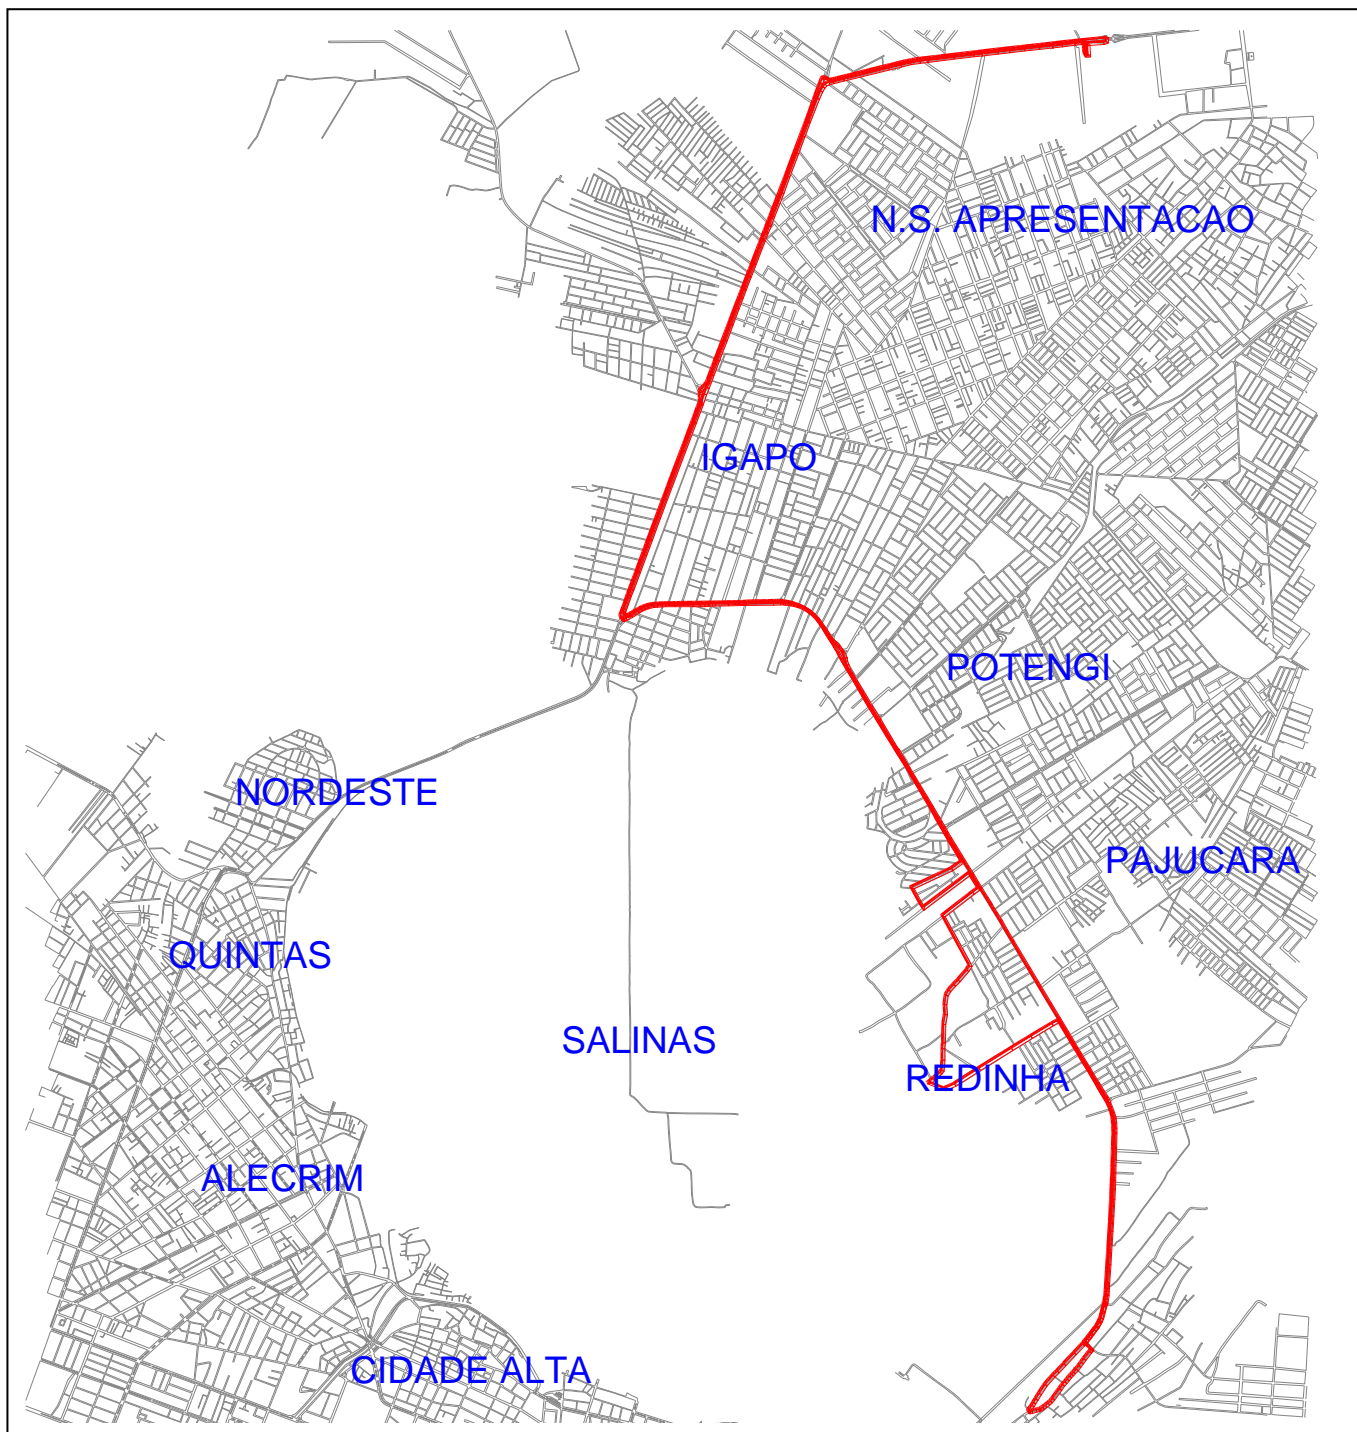 N.S. APRESENTACAO
IGAPO
POTENGI
NORDESTE
PAJUCARA
QUINTAS
SALINAS
REDINHA
ALECRIM
CIDADE ALTA